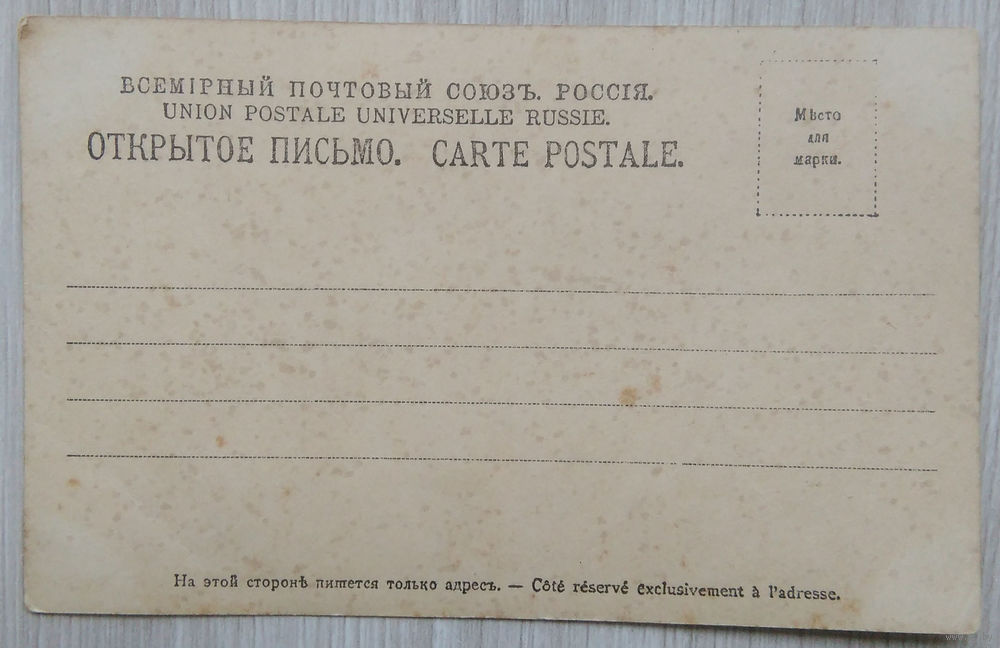 ВСЕМІРНЫЙ ПОЧТОВЫЙ СОЮЗЪ. РОССІЯ.
UNION POSTALE UNIVERSELLE RUSSIE.
ОТКРЫТОЕ ПИСЬМО. CARTE POSTALE.
Мѣсто
для
марки.
На этой сторонѣ пишется только адресъ. — Côté réservé exclusivement à l'adresse.